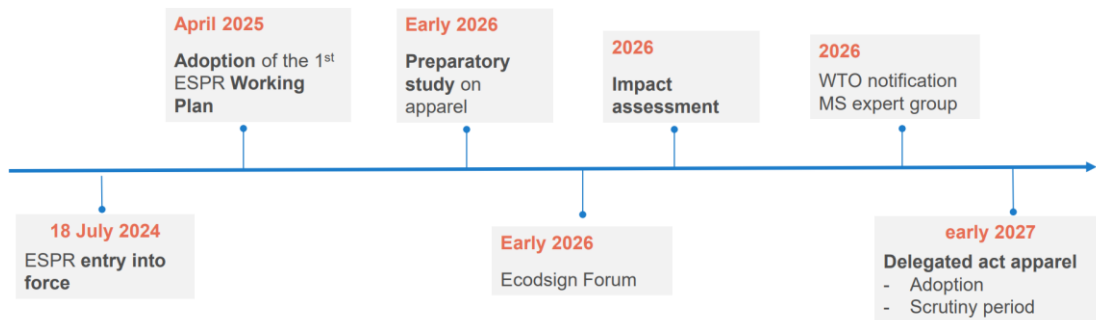 April 2025
Adoption of the 1st
ESPR Working
Plan
Early 2026
Preparatory
study on
apparel
2026
Impact
assessment
2026
WTO notification
MS expert group
18 July 2024
ESPR entry into
force
Early 2026
Ecodsign Forum
early 2027
Delegated act apparel
- Adoption
- Scrutiny period